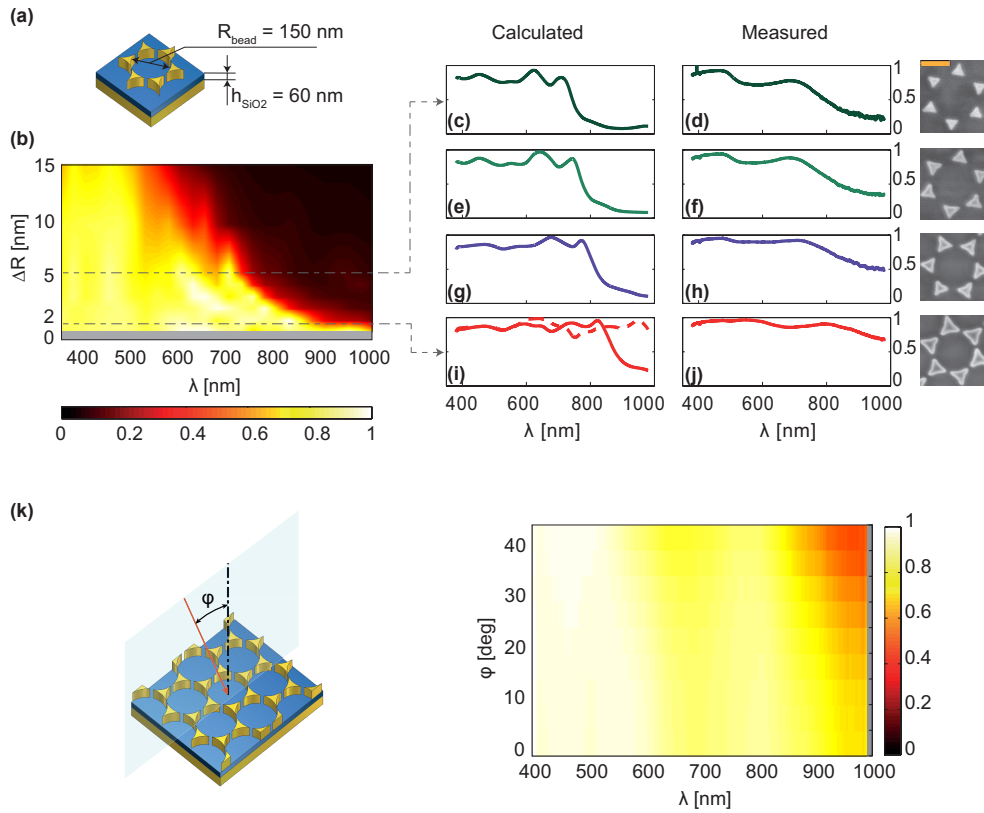 (a)
R_bead = 150 nm
h_SiO2 = 60 nm
Calculated
Measured
(b)
ΔR [nm]
15
10
5
2
0
400 500 600 700 800 900 1000
λ [nm]
0 0.2 0.4 0.6 0.8 1
(c)
(d)
1
0.5
0
(e)
(f)
1
0.5
0
(g)
(h)
1
0.5
0
(i)
(j)
1
0.5
0
400 600 800 1000
λ [nm]
400 600 800 1000
λ [nm]
(k)
φ
φ [deg]
40
30
20
10
0
400 500 600 700 800 900 1000
λ [nm]
1
0.8
0.6
0.4
0.2
0